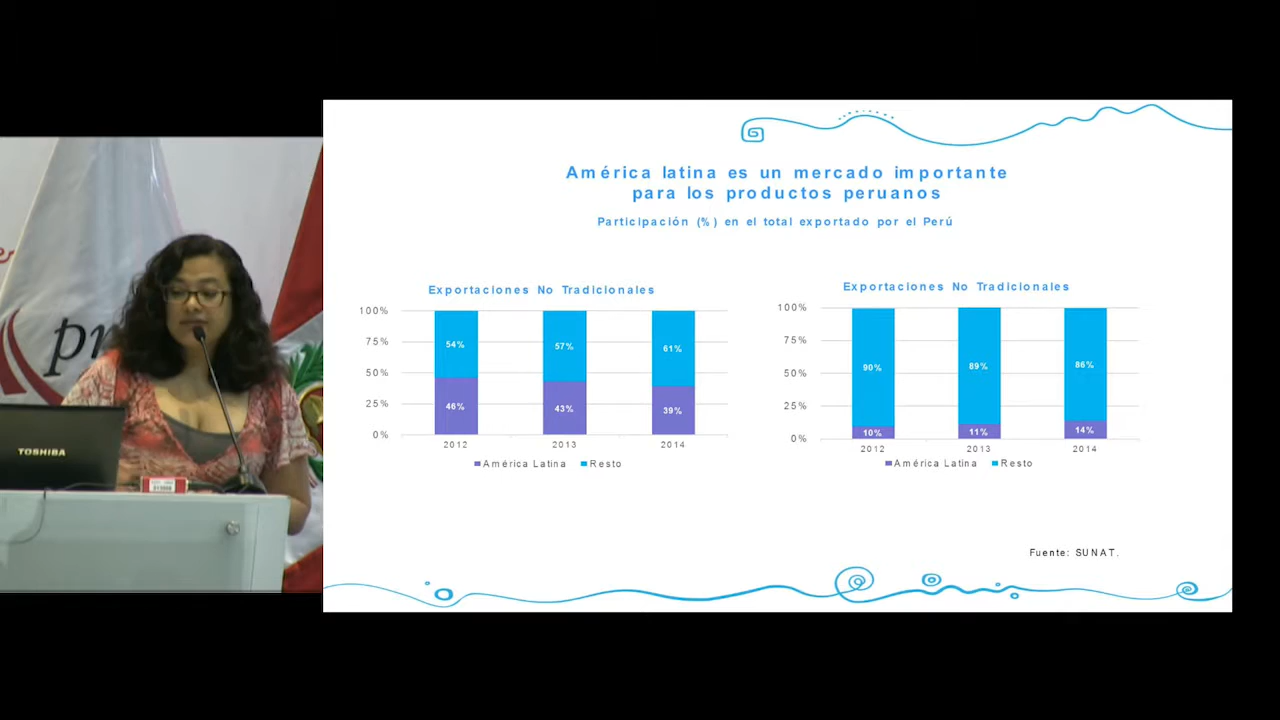 América latina es un mercado importante
para los productos peruanos
Participación (%) en el total exportado por el Perú
Exportaciones No Tradicionales
100%
75%
50%
25%
0%
54%
57%
61%
46%
43%
39%
2012
2013
2014
América Latina
Resto
Exportaciones No Tradicionales
100%
75%
50%
25%
0%
90%
89%
86%
10%
11%
14%
2012
2013
2014
América Latina
Resto
Fuente: SUNAT.
TOSHIBA